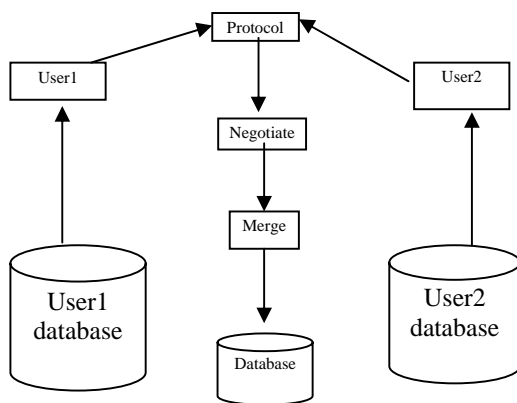 Protocol
User1
User2
Negotiate
Merge
User1
database
User2
database
Database